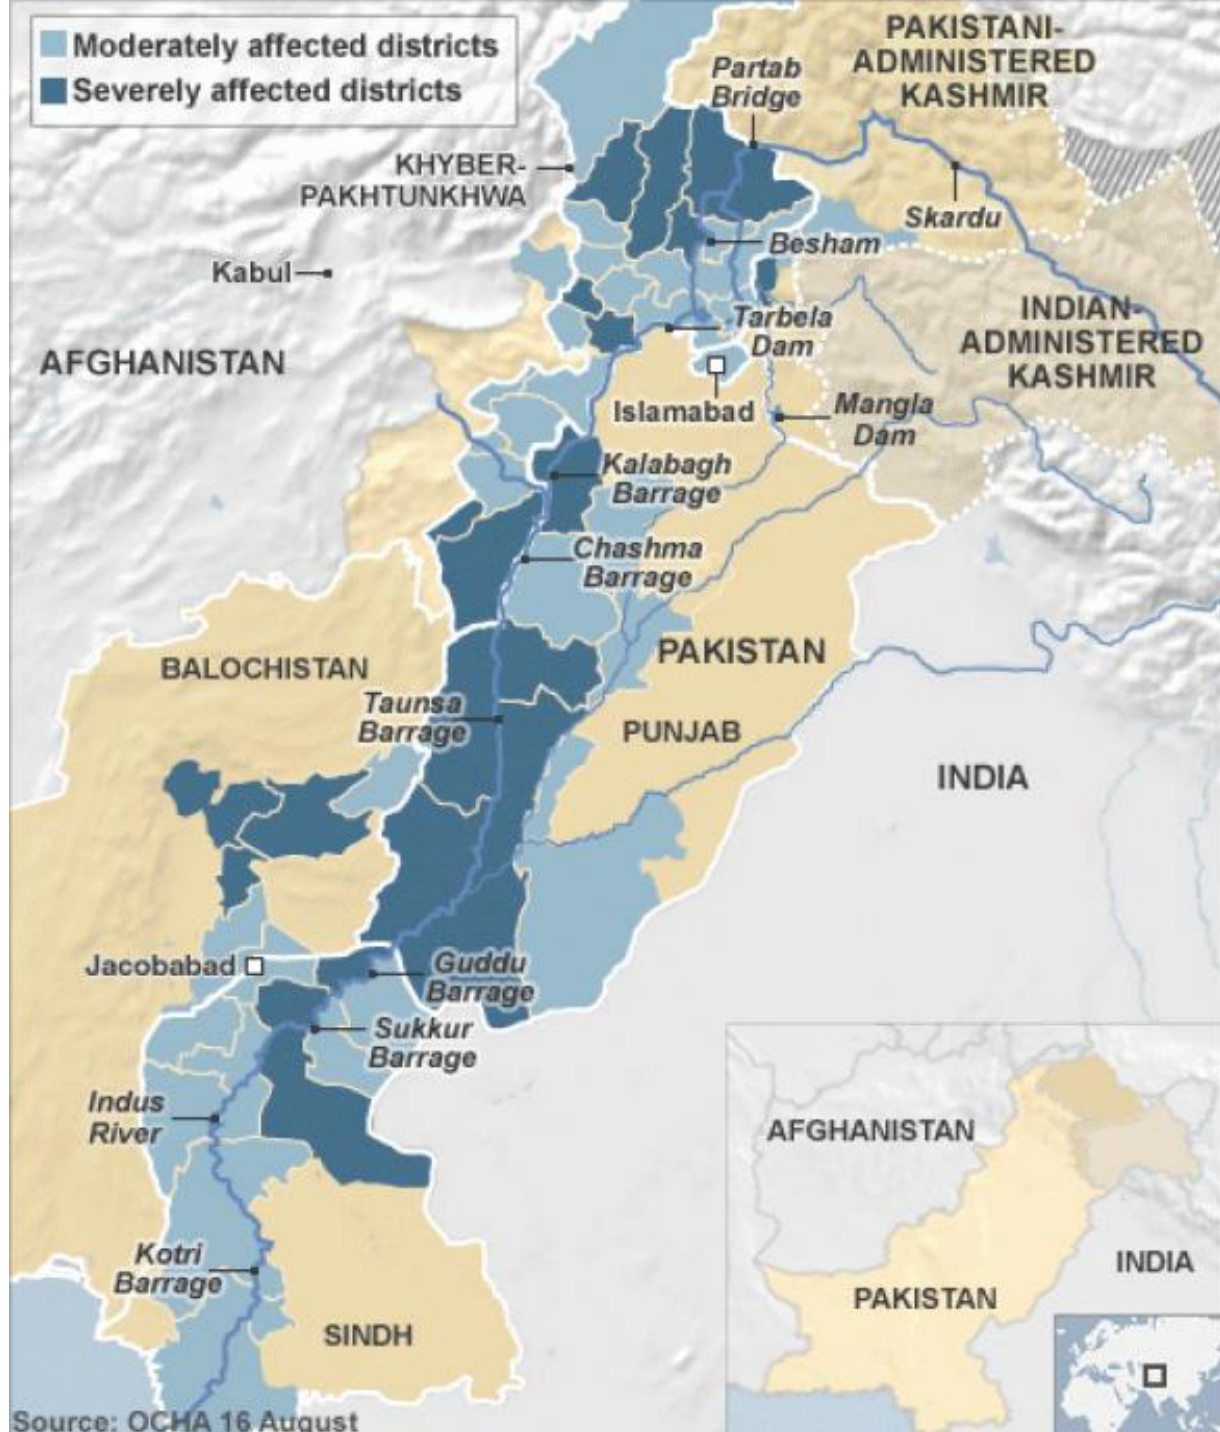 Moderately affected districts
Severely affected districts
PAKISTANI-
ADMINISTERED
KASHMIR
Partab
Bridge
KHYBER-
PAKHTUNKHWA
Skardu
Besham
Kabul
Tarbela
Dam
INDIAN-
ADMINISTERED
KASHMIR
AFGHANISTAN
Islamabad
Mangla
Dam
Kalabagh
Barrage
Chashma
Barrage
PAKISTAN
BALOCHISTAN
Taunsa
Barrage
PUNJAB
INDIA
Jacobabad
Guddu
Barrage
Sukkur
Barrage
Indus
River
AFGHANISTAN
Kotri
Barrage
INDIA
PAKISTAN
SINDH
Source: OCHA 16 August